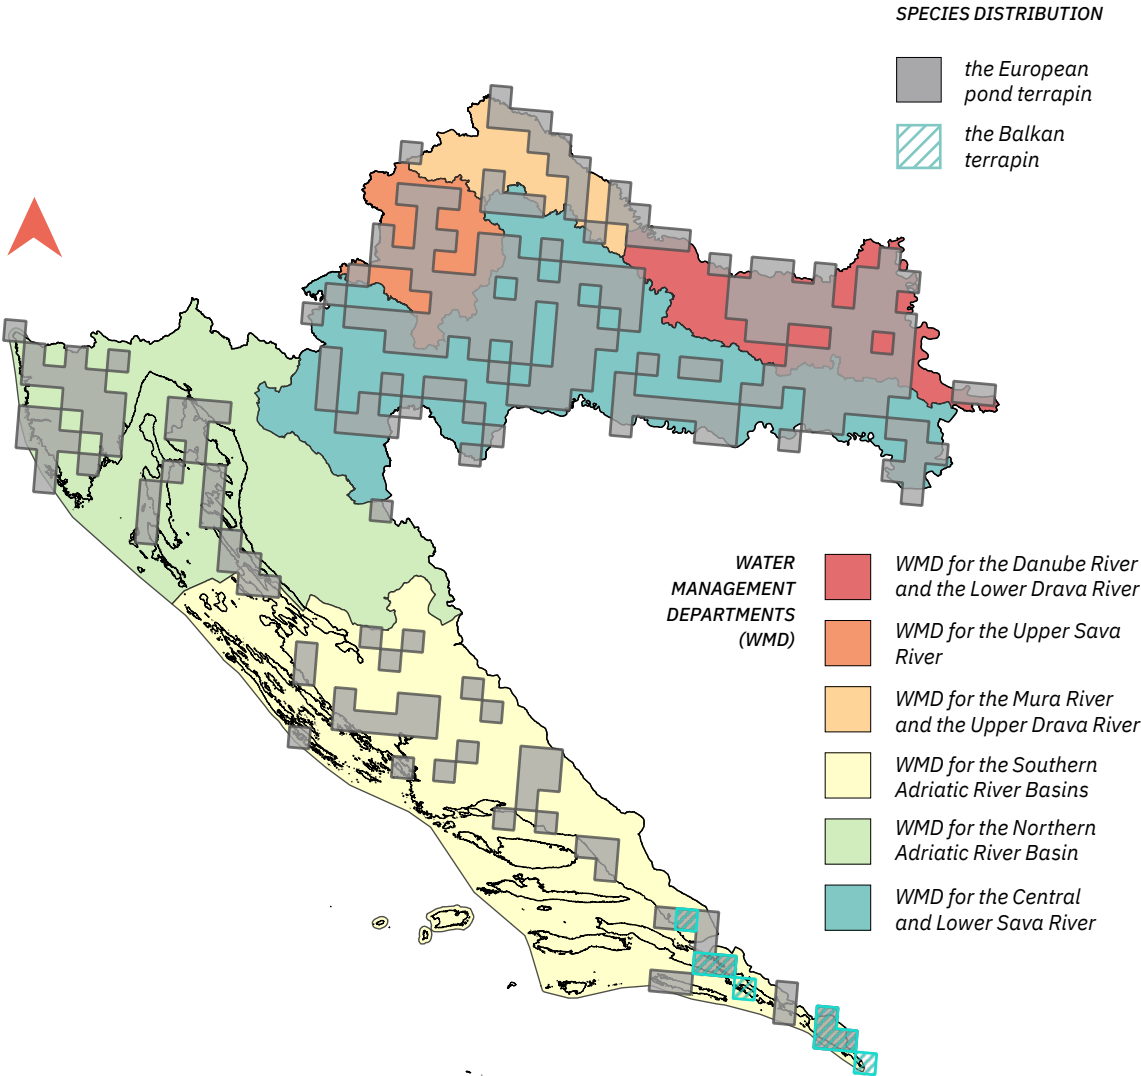 SPECIES DISTRIBUTION
the European
pond terrapin
the Balkan
terrapin
WATER
MANAGEMENT
DEPARTMENTS
(WMD)
WMD for the Danube River
and the Lower Drava River
WMD for the Upper Sava
River
WMD for the Mura River
and the Upper Drava River
WMD for the Southern
Adriatic River Basins
WMD for the Northern
Adriatic River Basin
WMD for the Central
and Lower Sava River